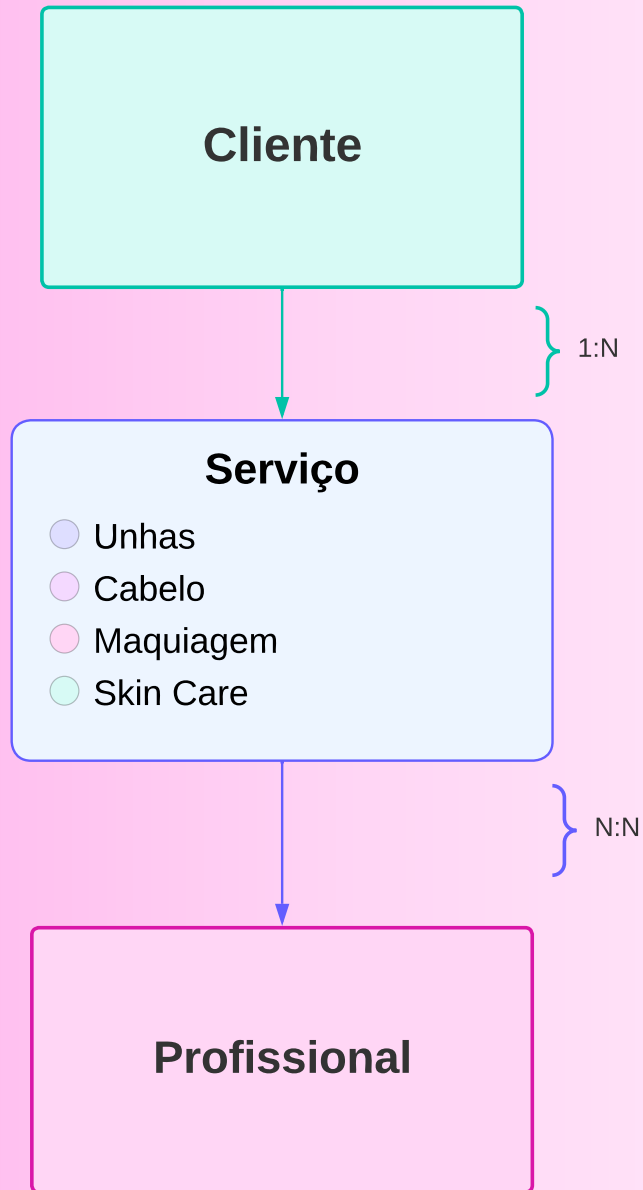 Cliente
1:N
Serviço
Unhas
Cabelo
Maquiagem
Skin Care
N:N
Profissional